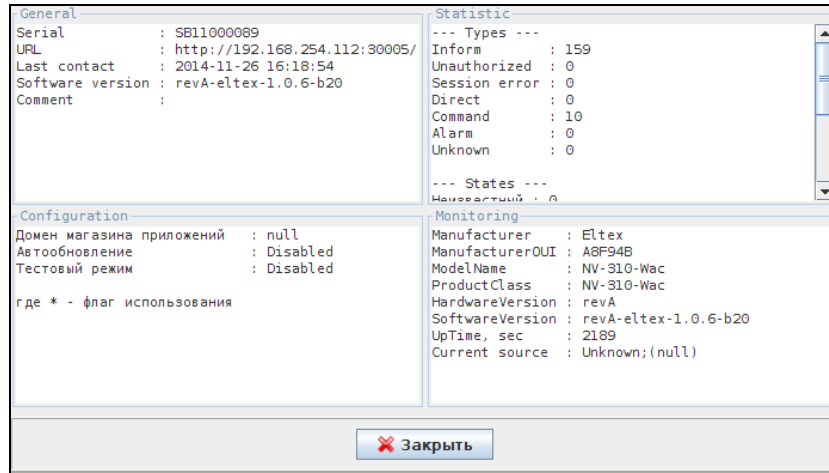 General
Serial : SB11000089
URL : http://192.168.254.112:30005/
Last contact : 2014-11-26 16:18:54
Software version : revA-eltex-1.0.6-b20
Comment :
Statistic
--- Types ---
Inform : 159
Unauthorized : 0
Session error : 0
Direct : 0
Command : 10
Alarm : 0
Unknown : 0
--- States ---
Неизвестный : 0
Configuration
Домен магазина приложений : null
Автообновление : Disabled
Тестовый режим : Disabled
где * - флаг использования
Monitoring
Manufacturer : Eltex
ManufacturerOUI : A8F94B
ModelName : NV-310-Wac
ProductClass : NV-310-Wac
HardwareVersion : revA
SoftwareVersion : revA-eltex-1.0.6-b20
UpTime, sec : 2189
Current source : Unknown;(null)
Закрыть